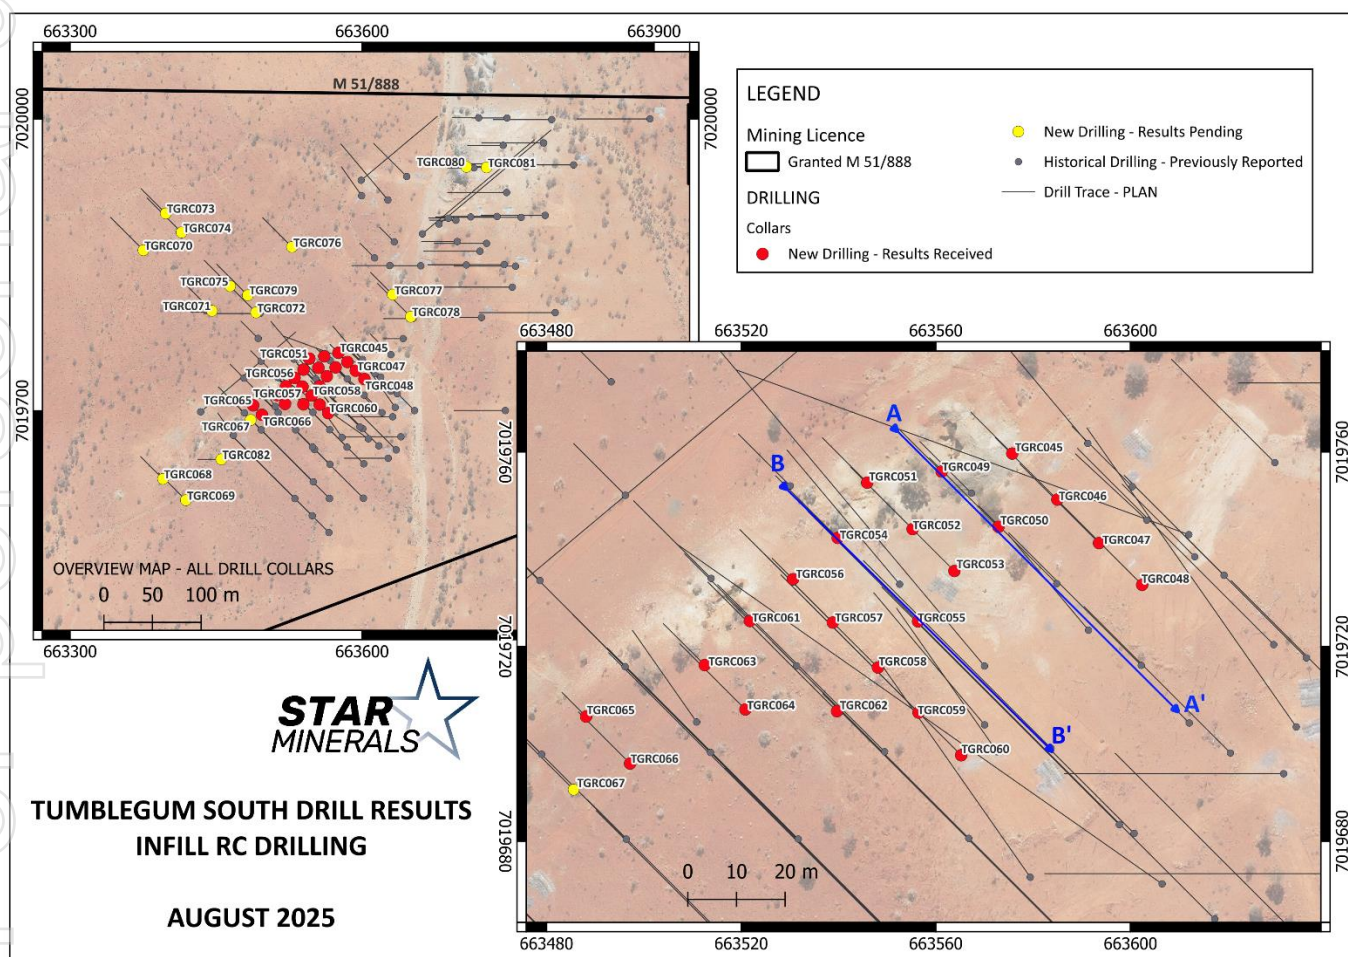 663300
663600
663900
M 51/888
7020000
7020000
TGRC080
TGRC081
TGRC073
TGRC074
TGRC070
TGRC076
TGRC075
TGRC079
TGRC077
TGRC071
TGRC072
TGRC078
TGRC051
TGRC045
TGRC056
TGRC047
TGRC057
TGRC058
TGRC048
TGRC065
TGRC060
TGRC067
TGRC066
7019700
TGRC082
TGRC068
TGRC069
OVERVIEW MAP - ALL DRILL COLLARS
0 50 100 m
663300
663600
LEGEND
Mining Licence
Granted M 51/888
DRILLING
Collars
New Drilling - Results Received
New Drilling - Results Pending
Historical Drilling - Previously Reported
Drill Trace - PLAN
663480
663520
663560
663600
7019760
7019760
A
B
TGRC045
TGRC049
TGRC051
TGRC046
TGRC052
TGRC050
TGRC054
TGRC047
TGRC053
TGRC048
TGRC056
TGRC061
TGRC057
TGRC055
7019720
7019720
TGRC063
TGRC058
TGRC065
TGRC064
TGRC062
TGRC059
A'
B'
TGRC066
TGRC060
TGRC067
7019680
7019680
0 10 20 m
663480
663520
663560
663600
STAR
MINERALS
TUMBLEGUM SOUTH DRILL RESULTS
INFILL RC DRILLING
AUGUST 2025